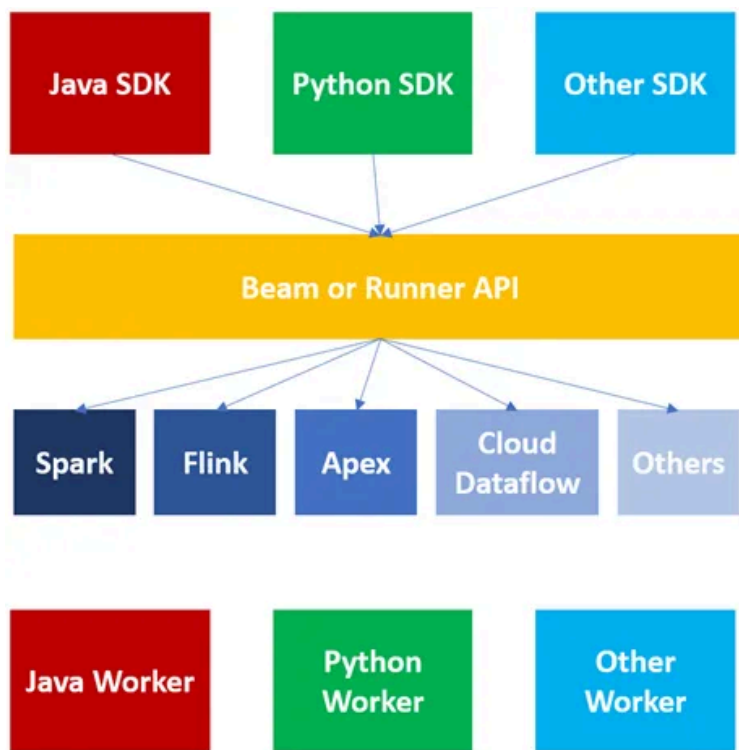 Java SDK
Python SDK
Other SDK
Beam or Runner API
Spark
Flink
Apex
Cloud
Dataflow
Others
Java Worker
Python
Worker
Other
Worker